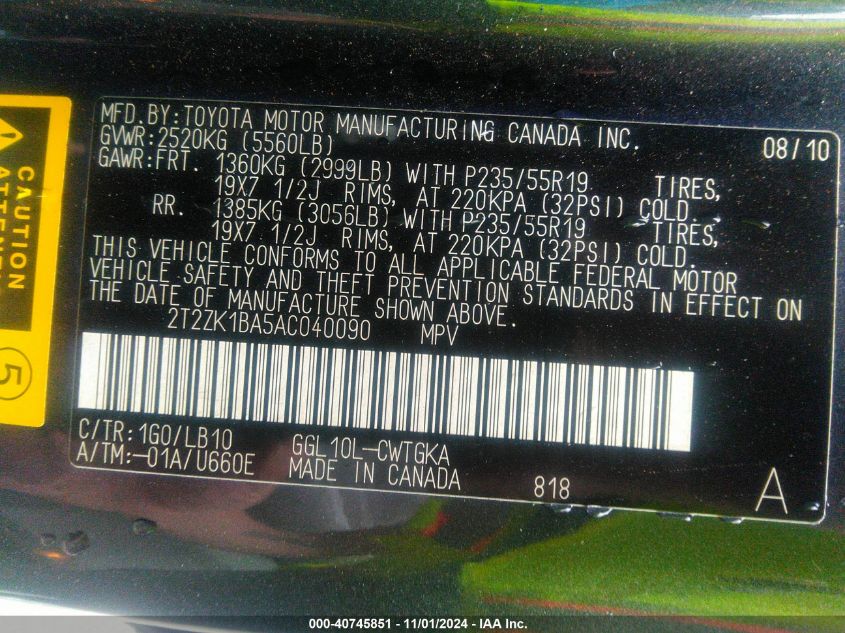 MFD.BY:TOYOTA MOTOR MANUFACTURING CANADA INC. 08/10
GVWR:2520KG (5560LB)
GAWR:FRT. 1360KG (2999LB) WITH P235/55R19 TIRES,
19X7 1/2J RIMS, AT 220KPA (32PSI) COLD.
RR. 1385KG (3056LB) WITH P235/55R19 TIRES,
19X7 1/2J RIMS, AT 220KPA (32PSI) COLD.
THIS VEHICLE CONFORMS TO ALL APPLICABLE FEDERAL MOTOR
VEHICLE SAFETY AND THEFT PREVENTION STANDARDS IN EFFECT ON
THE DATE OF MANUFACTURE SHOWN ABOVE.
2T2ZK1BA5AC040090 MPV
C/TR:1G0/LB10 GGL10L-CWTGKA
A/TM:-01A/U660E MADE IN CANADA 818 A
CAUTION
5
000-40745851 - 11/01/2024 - IAA Inc.